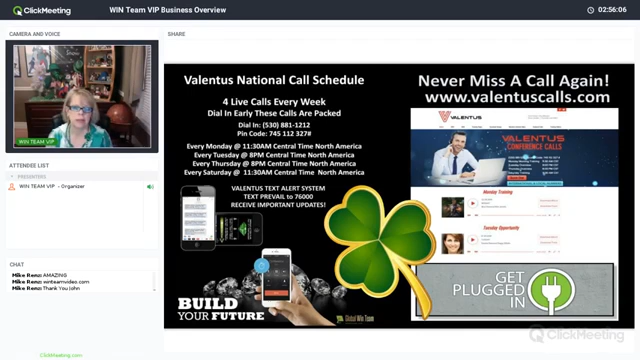 ClickMeeting
WIN Team VIP Business Overview
02:56:06
CAMERA AND VOICE
WIN TEAM VIP
ATTENDEE LIST
PRESENTERS
WIN TEAM VIP - Organizer
CHAT
Mike Renz: AMAZING
Mike Renz: winteamvideo.com
Mike Renz: Thank You John
ClickMeeting.com
SHARE
Valentus National Call Schedule
4 Live Calls Every Week
Dial In Early These Calls Are Packed
Dial In: (530) 881-1212
Pin Code: 745 112 327#
Every Monday @ 11:30AM Central Time North America
Every Tuesday @ 8PM Central Time North America
Every Thursday @ 8PM Central Time North America
Every Saturday @ 11:30AM Central Time North America
VALENTUS TEXT ALERT SYSTEM
TEXT PREVAIL to 76000
RECEIVE IMPORTANT UPDATES!
BUILD
YOUR FUTURE
Global Win Team
Never Miss A Call Again!
www.valentuscalls.com
VALENTUS
VALENTUS
CONFERENCE CALLS
Monday Training
Tuesday Opportunity
GET
PLUGGED
IN
ClickMeeting